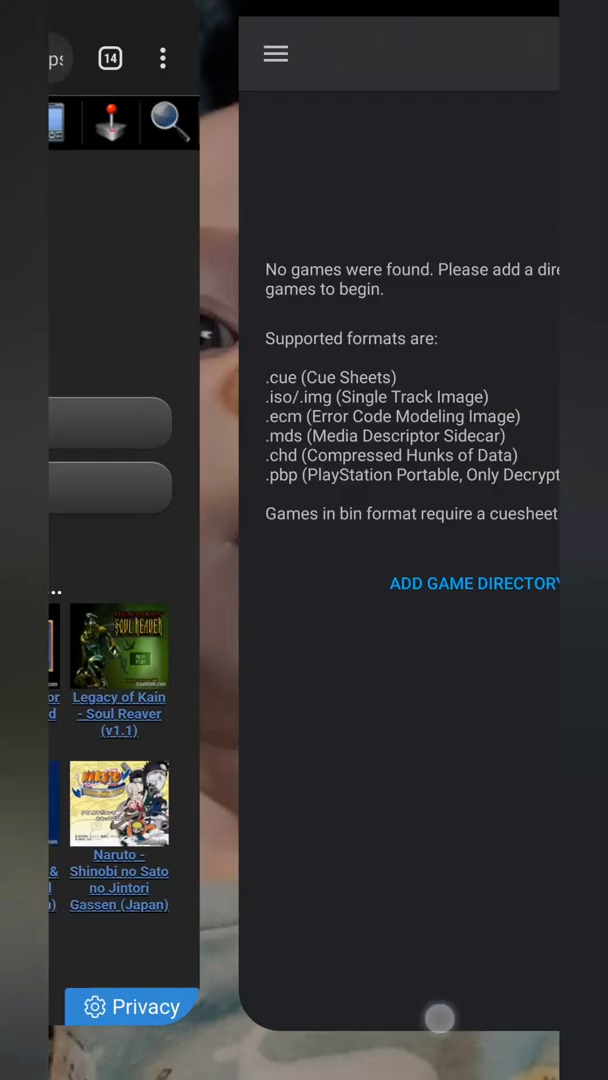 14
SOUL REAVER
Legacy of Kain
- Soul Reaver
(v1.1)
NARUTO
Naruto -
Shinobi no Sato
no Jintori
Gassen (Japan)
&
Privacy
No games were found. Please add a dire
games to begin.
Supported formats are:
.cue (Cue Sheets)
.iso/.img (Single Track Image)
.ecm (Error Code Modeling Image)
.mds (Media Descriptor Sidecar)
.chd (Compressed Hunks of Data)
.pbp (PlayStation Portable, Only Decrypt
Games in bin format require a cuesheet
ADD GAME DIRECTORY